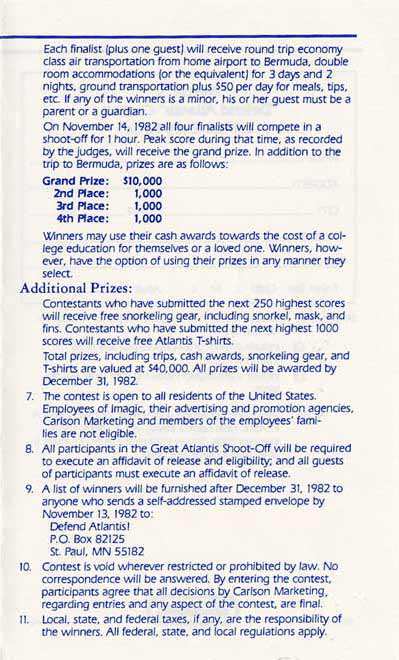 Each finalist (plus one guest) will receive round trip economy
class air transportation from home airport to Bermuda, double
room accommodations (or the equivalent) for 3 days and 2
nights, ground transportation plus $50 per day for meals, tips,
etc. If any of the winners is a minor, his or her guest must be a
parent or a guardian.
On November 14, 1982 all four finalists will compete in a
shoot-off for 1 hour. Peak score during that time, as recorded
by the judges, will receive the grand prize. In addition to the
trip to Bermuda, prizes are as follows:
Grand Prize: $10,000
2nd Place: 1,000
3rd Place: 1,000
4th Place: 1,000
Winners may use their cash awards towards the cost of a col-
lege education for themselves or a loved one. Winners, how-
ever, have the option of using their prizes in any manner they
select.
Additional Prizes:
Contestants who have submitted the next 250 highest scores
will receive free snorkeling gear, including snorkel, mask, and
fins. Contestants who have submitted the next highest 1000
scores will receive free Atlantis T-shirts.
Total prizes, including trips, cash awards, snorkeling gear, and
T-shirts are valued at $40,000. All prizes will be awarded by
December 31, 1982.
7. The contest is open to all residents of the United States.
Employees of Imagic, their advertising and promotion agencies,
Carlson Marketing and members of the employees' fami-
lies are not eligible.
8. All participants in the Great Atlantis Shoot-Off will be required
to execute an affidavit of release and eligibility; and all guests
of participants must execute an affidavit of release.
9. A list of winners will be furnished after December 31, 1982 to
anyone who sends a self-addressed stamped envelope by
November 13, 1982 to:
Defend Atlantis!
P.O. Box 82125
St. Paul, MN 55182
10. Contest is void wherever restricted or prohibited by law. No
correspondence will be answered. By entering the contest,
participants agree that all decisions by Carlson Marketing,
regarding entries and any aspect of the contest, are final.
11. Local, state, and federal taxes, if any, are the responsibility of
the winners. All federal, state, and local regulations apply.